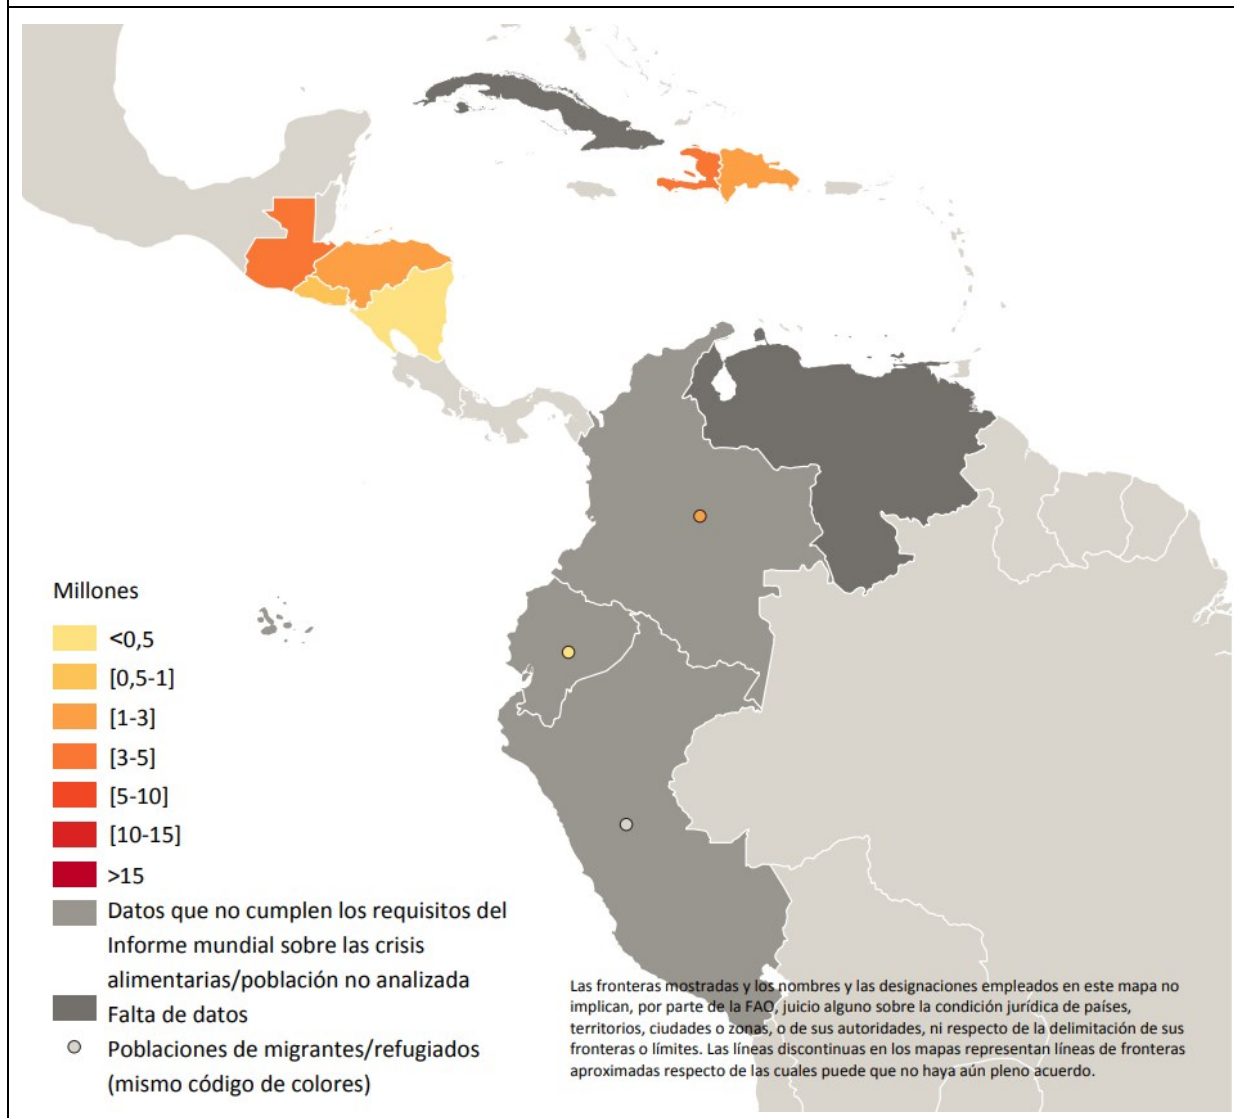 Millones
<0,5
[0,5-1]
[1-3]
[3-5]
[5-10]
[10-15]
>15
Datos que no cumplen los requisitos del
Informe mundial sobre las crisis
alimentarias/población no analizada
Falta de datos
Poblaciones de migrantes/refugiados
(mismo código de colores)
Las fronteras mostradas y los nombres y las designaciones empleados en este mapa no
implican, por parte de la FAO, juicio alguno sobre la condición jurídica de países,
territorios, ciudades o zonas, o de sus autoridades, ni respecto de la delimitación de sus
fronteras o límites. Las líneas discontinuas en los mapas representan líneas de fronteras
aproximadas respecto de las cuales puede que no haya aún pleno acuerdo.